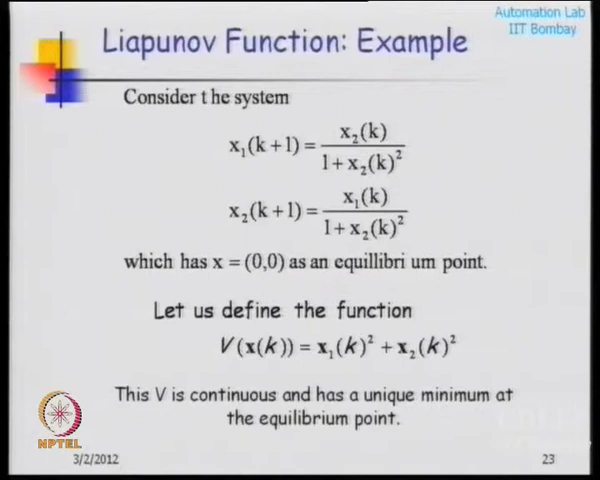 Automation Lab
IIT Bombay
Liapunov Function: Example
Consider t he system
x₁(k+1) = x₂(k) / 1+x₂(k)²
x₂(k+1) = x₁(k) / 1+x₂(k)²
which has x = (0,0) as an equillibri um point.
Let us define the function
V(x(k)) = x₁(k)² + x₂(k)²
This V is continuous and has a unique minimum at
the equilibrium point.
NPTEL
3/2/2012
23